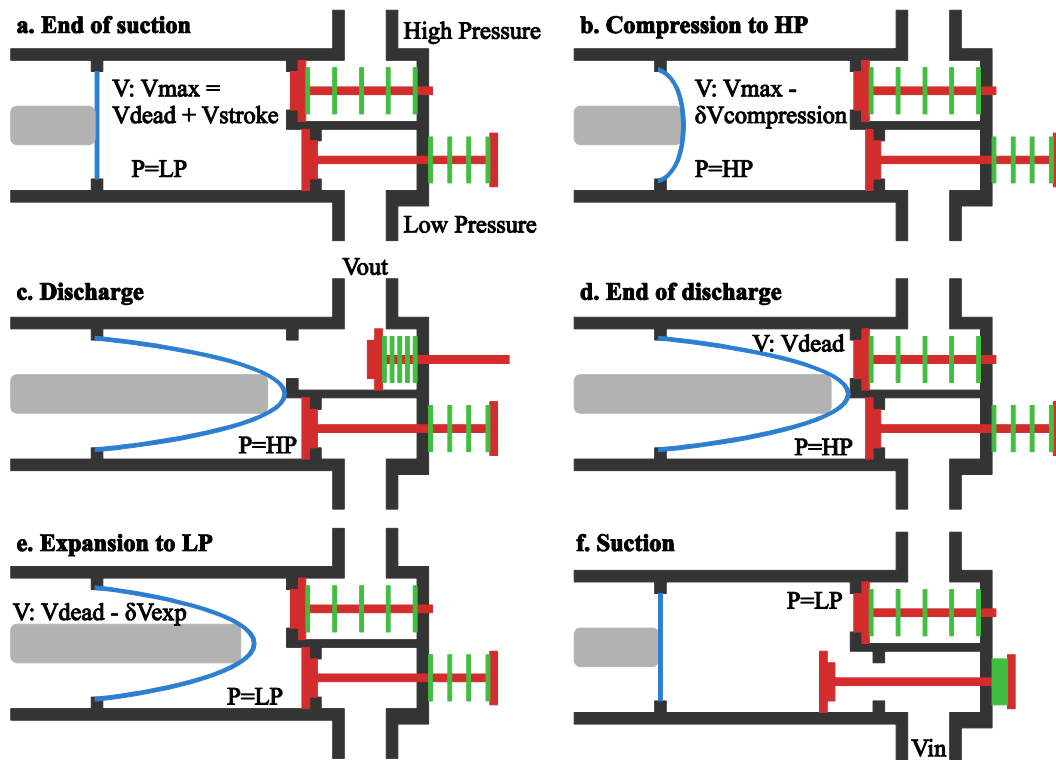 a. End of suction
High Pressure
V: Vmax =
Vdead + Vstroke
P=LP
Low Pressure
b. Compression to HP
V: Vmax -
δVcompression
P=HP
c. Discharge
Vout
P=HP
d. End of discharge
V: Vdead
P=HP
e. Expansion to LP
V: Vdead - δVexp
P=LP
f. Suction
P=LP
Vin